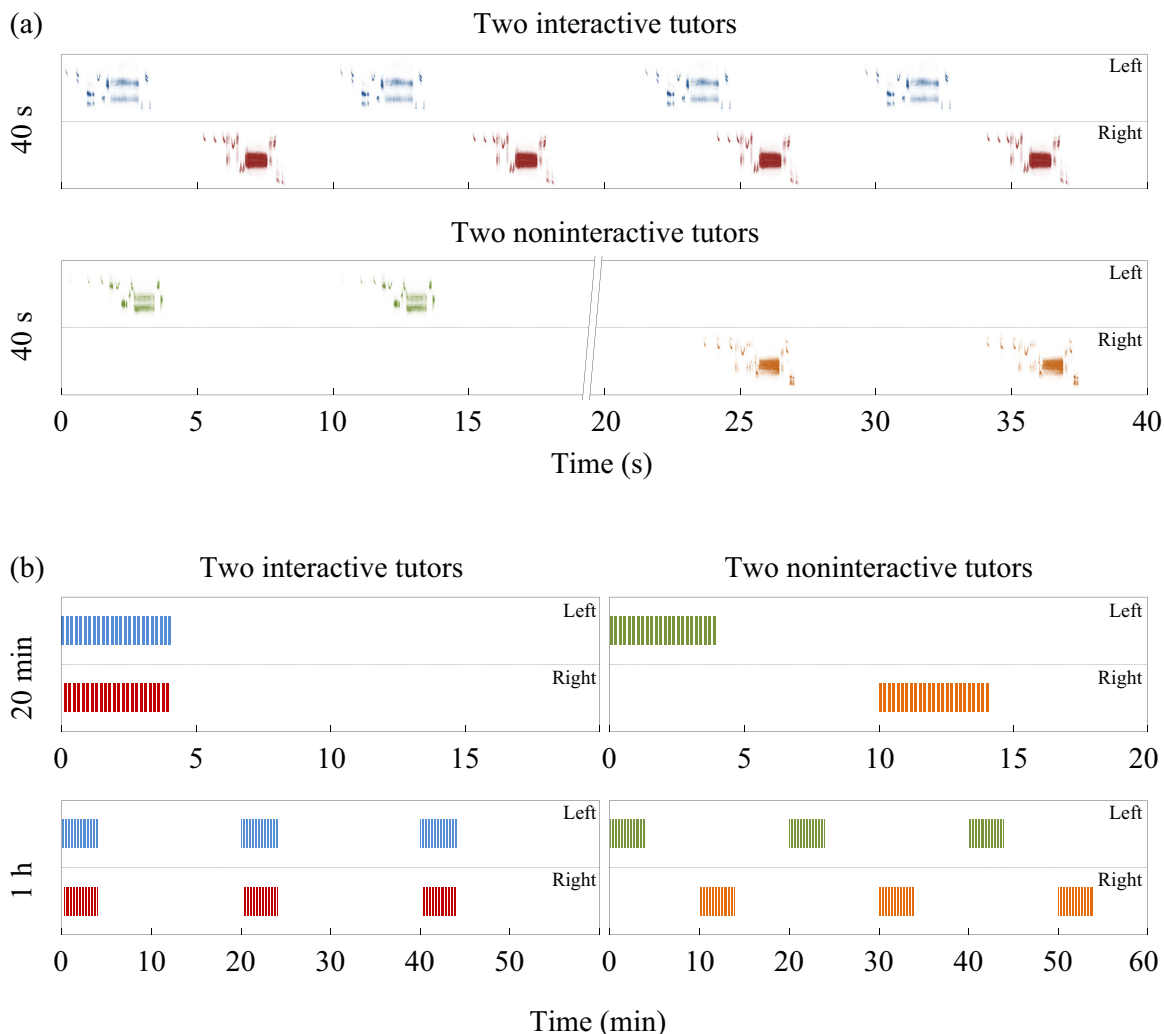 (a)
Two interactive tutors
40 s
Left
Right
Two noninteractive tutors
40 s
Left
Right
0 5 10 15 20 25 30 35 40
Time (s)
(b)
Two interactive tutors
Two noninteractive tutors
20 min
Left
Right
Left
Right
0 5 10 15 0 5 10 15 20
1 h
Left
Right
Left
Right
0 10 20 30 40 50 0 10 20 30 40 50 60
Time (min)